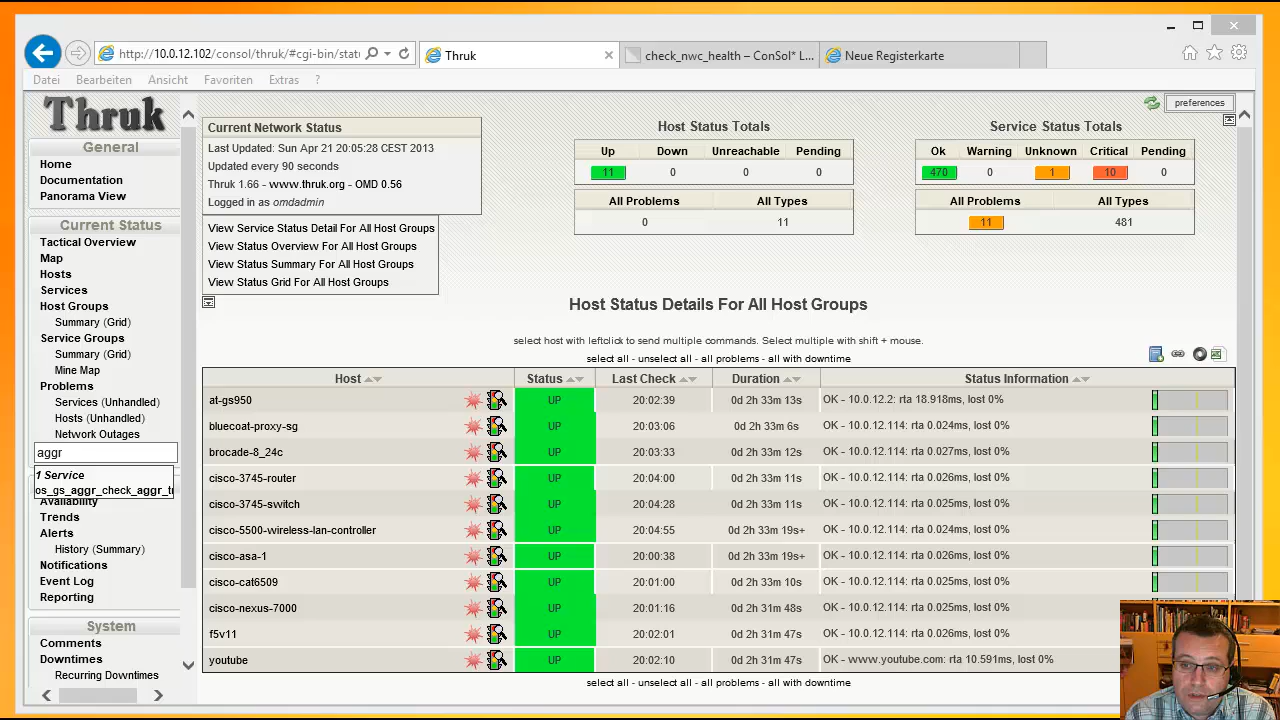 http://10.0.12.102/consol/thruk/#cgi-bin/stat
Thruk
check_nwc_health – ConSol* L...
Neue Registerkarte
Datei Bearbeiten Ansicht Favoriten Extras ?
Thruk
General
Home
Documentation
Panorama View
Current Status
Tactical Overview
Map
Hosts
Services
Host Groups
Summary (Grid)
Service Groups
Summary (Grid)
Mine Map
Problems
Services (Unhandled)
Hosts (Unhandled)
Network Outages
aggr
1 Service
os_gs_aggr_check_aggr_t
Availability
Trends
Alerts
History (Summary)
Notifications
Event Log
Reporting
System
Comments
Downtimes
Recurring Downtimes
preferences
Current Network Status
Last Updated: Sun Apr 21 20:05:28 CEST 2013
Updated every 90 seconds
Thruk 1.66 - www.thruk.org - OMD 0.56
Logged in as omdadmin
View Service Status Detail For All Host Groups
View Status Overview For All Host Groups
View Status Summary For All Host Groups
View Status Grid For All Host Groups
Host Status Totals
Up Down Unreachable Pending
11 0 0 0
All Problems All Types
0 11
Service Status Totals
Ok Warning Unknown Critical Pending
470 0 1 10 0
All Problems All Types
11 481
Host Status Details For All Host Groups
select host with leftclick to send multiple commands. Select multiple with shift + mouse.
select all - unselect all - all problems - all with downtime
Host Status Last Check Duration Status Information
at-gs950 UP 20:02:39 0d 2h 33m 13s OK - 10.0.12.2: rta 18.918ms, lost 0%
bluecoat-proxy-sg UP 20:03:06 0d 2h 33m 6s OK - 10.0.12.114: rta 0.024ms, lost 0%
brocade-8_24c UP 20:03:33 0d 2h 33m 13s OK - 10.0.12.114: rta 0.027ms, lost 0%
cisco-3745-router UP 20:04:00 0d 2h 33m 11s OK - 10.0.12.114: rta 0.026ms, lost 0%
cisco-3745-switch UP 20:04:28 0d 2h 33m 11s OK - 10.0.12.114: rta 0.025ms, lost 0%
cisco-5500-wireless-lan-controller UP 20:04:55 0d 2h 33m 19s+ OK - 10.0.12.114: rta 0.024ms, lost 0%
cisco-asa-1 UP 20:00:38 0d 2h 33m 19s+ OK - 10.0.12.114: rta 0.026ms, lost 0%
cisco-cat6509 UP 20:01:00 0d 2h 33m 10s OK - 10.0.12.114: rta 0.025ms, lost 0%
cisco-nexus-7000 UP 20:01:16 0d 2h 31m 48s OK - 10.0.12.114: rta 0.025ms, lost 0%
f5v11 UP 20:02:01 0d 2h 31m 47s OK - 10.0.12.114: rta 0.026ms, lost 0%
youtube UP 20:02:10 0d 2h 31m 47s OK - www.youtube.com: rta 10.591ms, lost 0%
select all - unselect all - all problems - all with downtime